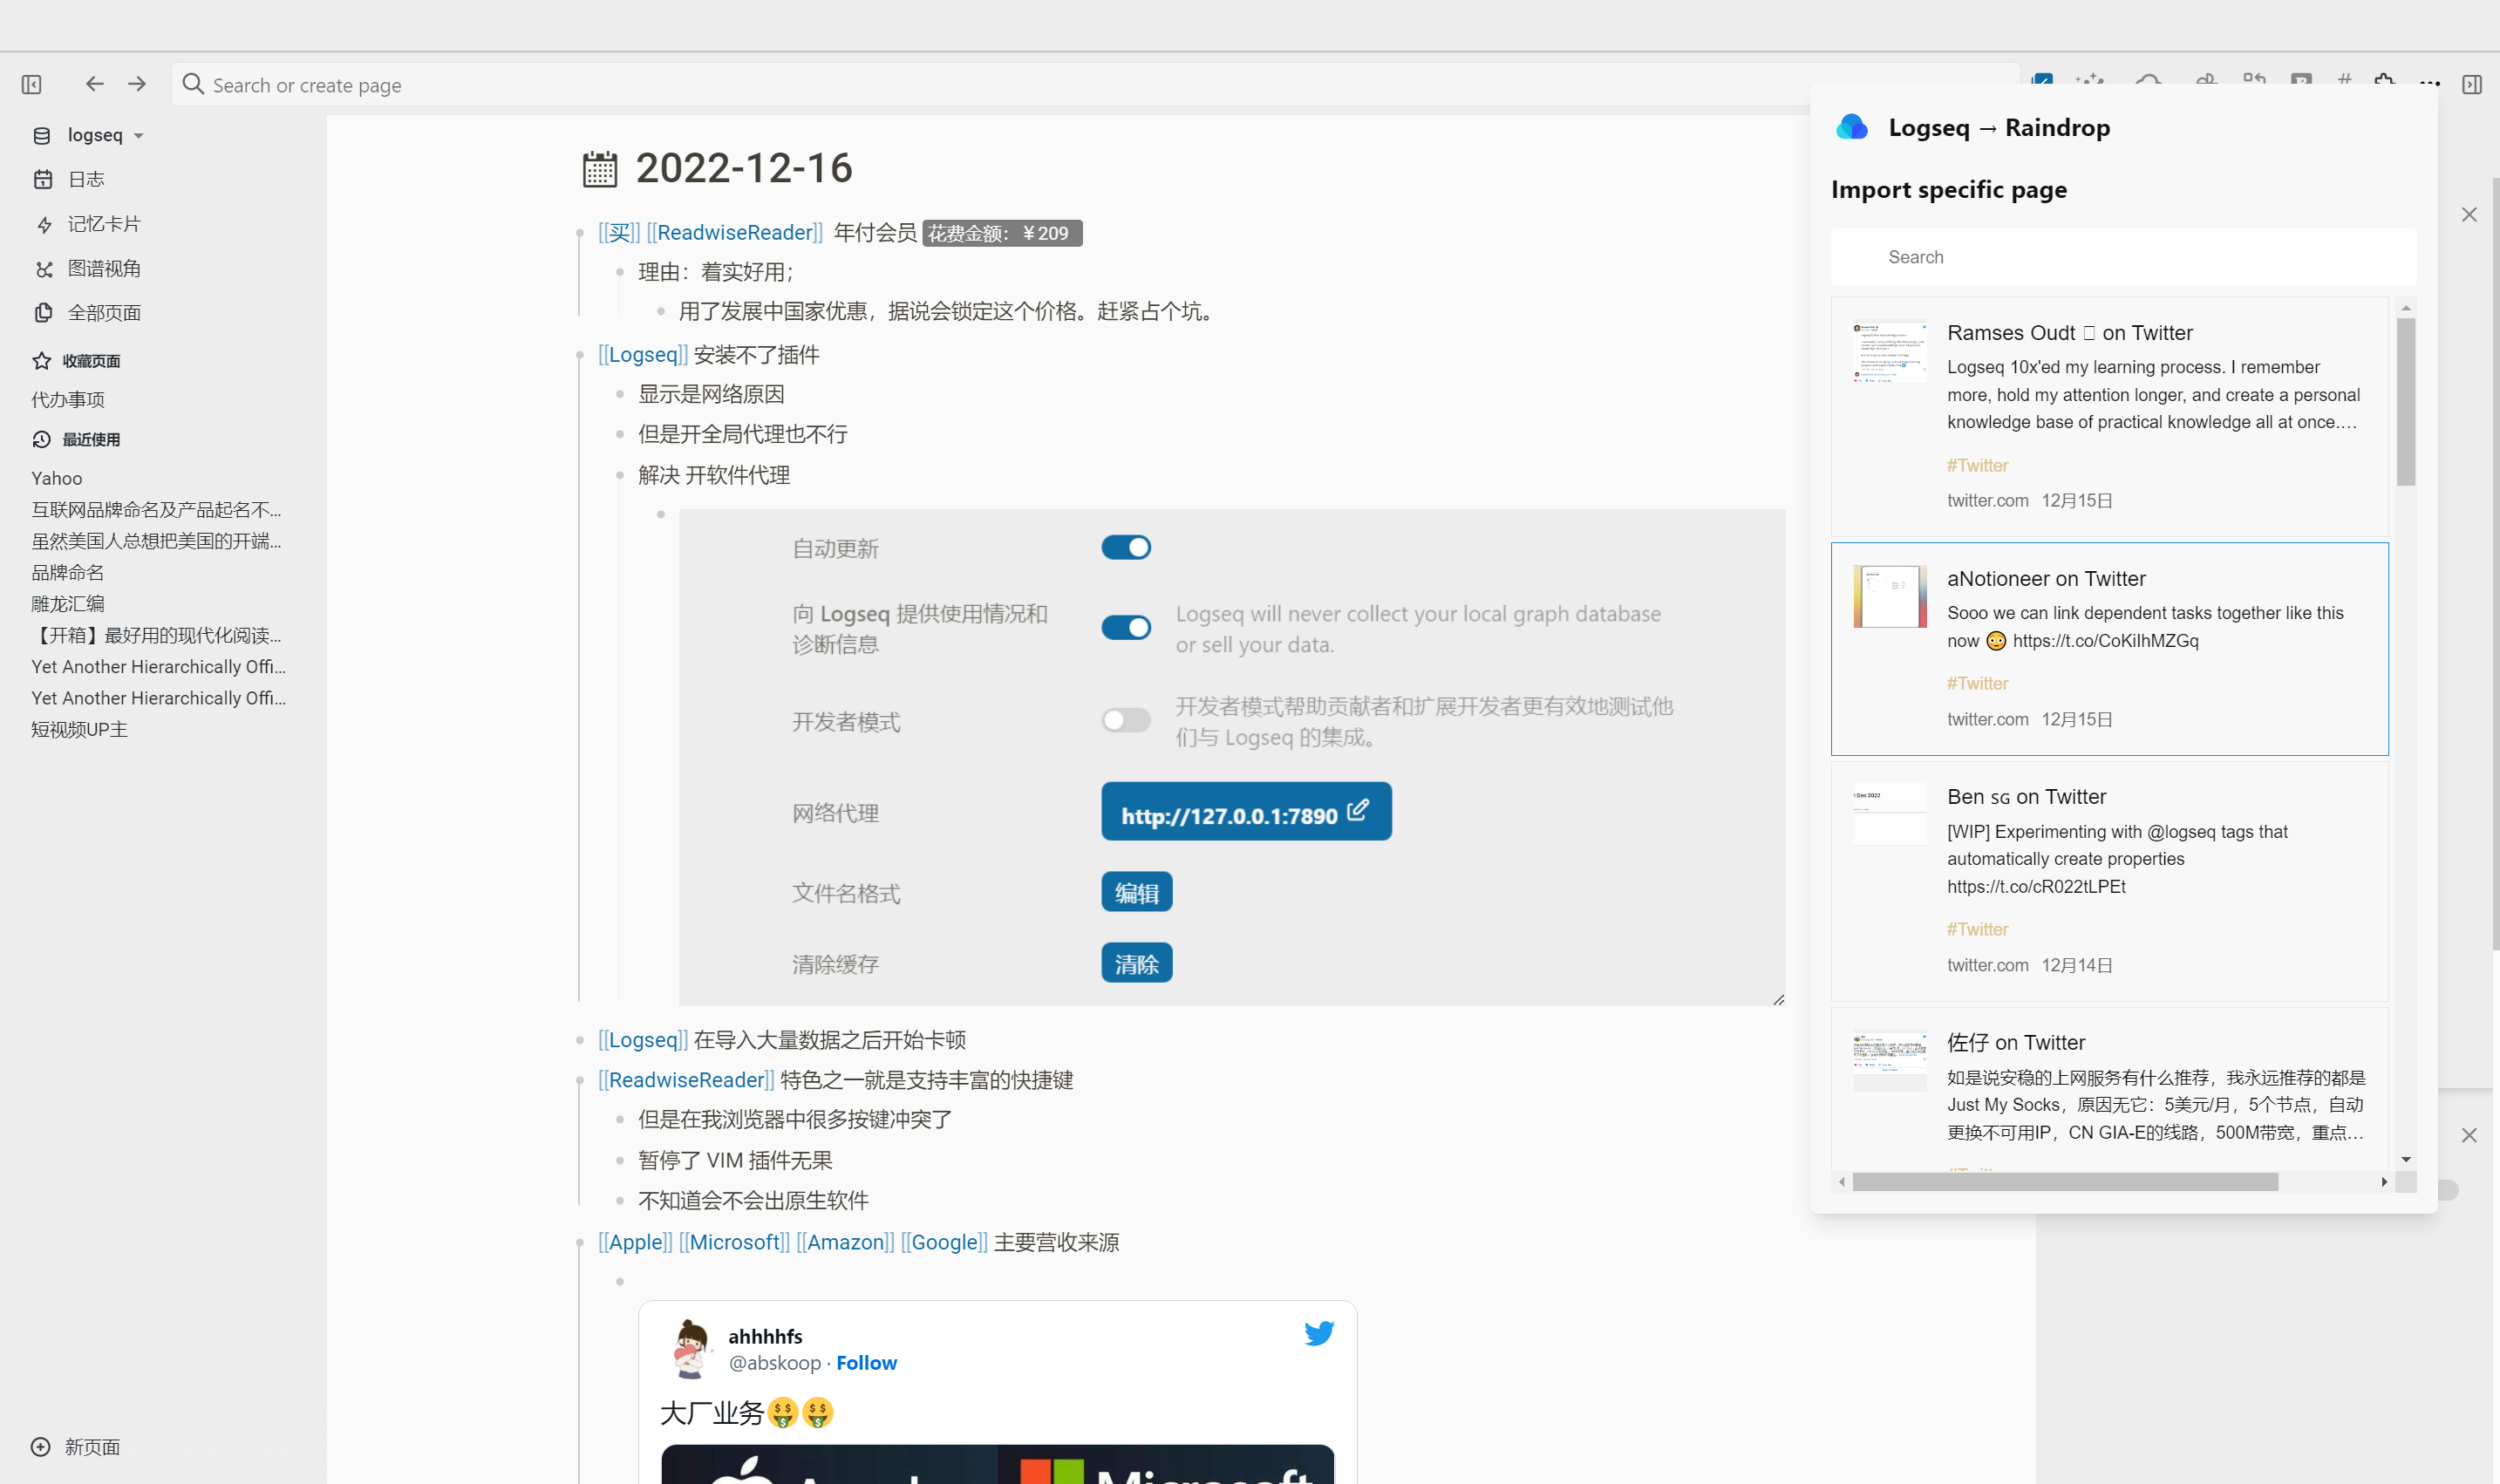 Search or create page
logseq
日志
记忆卡片
图谱视角
全部页面
收藏页面
代办事项
最近使用
Yahoo
互联网品牌命名及产品起名不...
虽然美国人总想把美国的开端...
品牌命名
雕龙汇编
【开箱】最好用的现代化阅读...
Yet Another Hierarchically Offi...
Yet Another Hierarchically Offi...
短视频UP主
新页面
2022-12-16
[[买]] [[ReadwiseReader]] 年付会员 花费金额：￥209
理由：着实好用；
用了发展中国家优惠，据说会锁定这个价格。赶紧占个坑。
[[Logseq]] 安装不了插件
显示是网络原因
但是开全局代理也不行
解决 开软件代理
自动更新
向 Logseq 提供使用情况和
诊断信息
Logseq will never collect your local graph database
or sell your data.
开发者模式
开发者模式帮助贡献者和扩展开发者更有效地测试他
们与 Logseq 的集成。
网络代理
http://127.0.0.1:7890
文件名格式
编辑
清除缓存
清除
[[Logseq]] 在导入大量数据之后开始卡顿
[[ReadwiseReader]] 特色之一就是支持丰富的快捷键
但是在我浏览器中很多按键冲突了
暂停了 VIM 插件无果
不知道会不会出原生软件
[[Apple]] [[Microsoft]] [[Amazon]] [[Google]] 主要营收来源
ahhhhfs
@abskoop · Follow
大厂业务🤑🤑
Microsoft
Logseq → Raindrop
Import specific page
Search
Ramses Oudt on Twitter
Logseq 10x'ed my learning process. I remember
more, hold my attention longer, and create a personal
knowledge base of practical knowledge all at once....
#Twitter
twitter.com 12月15日
aNotioneer on Twitter
Sooo we can link dependent tasks together like this
now 😳 https://t.co/CoKiIhMZGq
#Twitter
twitter.com 12月15日
Ben SG on Twitter
[WIP] Experimenting with @logseq tags that
automatically create properties
https://t.co/cR022tLPEt
#Twitter
twitter.com 12月14日
佐仔 on Twitter
如是说安稳的上网服务有什么推荐，我永远推荐的都是
Just My Socks，原因无它：5美元/月，5个节点，自动
更换不可用IP，CN GIA-E的线路，500M带宽，重点...